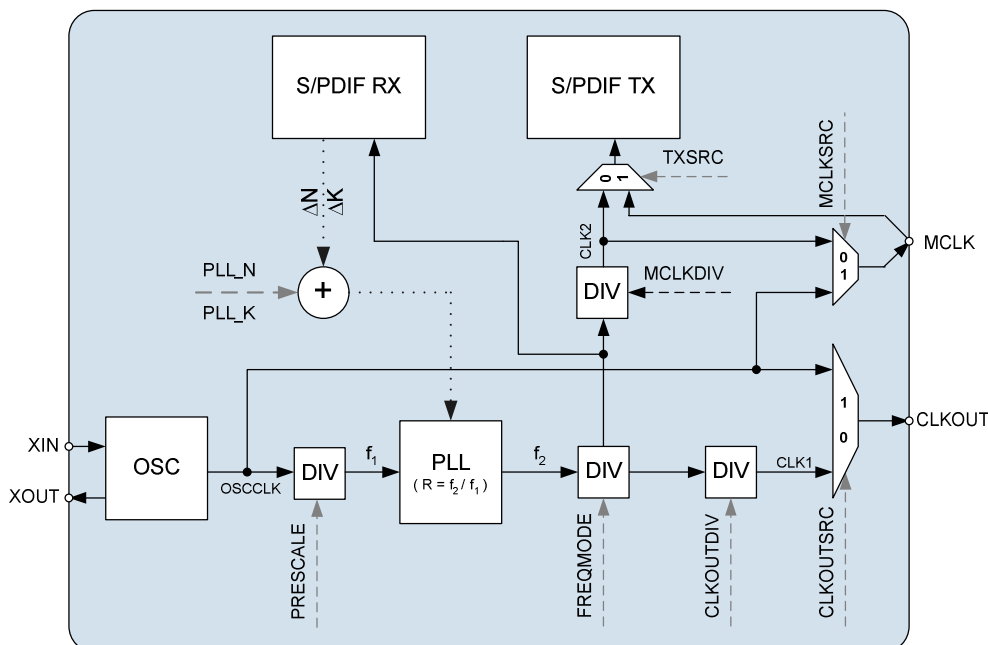 S/PDIF RX
S/PDIF TX
TXSRC
MCLKSRC
0
1
ΔN
ΔK
CLK2
0
1
MCLK
PLL_N
PLL_K
+
DIV
MCLKDIV
1
0
CLKOUT
XIN
XOUT
OSC
OSCCLK
DIV
f1
PLL
( R = f2 / f1 )
f2
DIV
DIV
CLK1
PRESCALE
FREQMODE
CLKOUTDIV
CLKOUTSRC